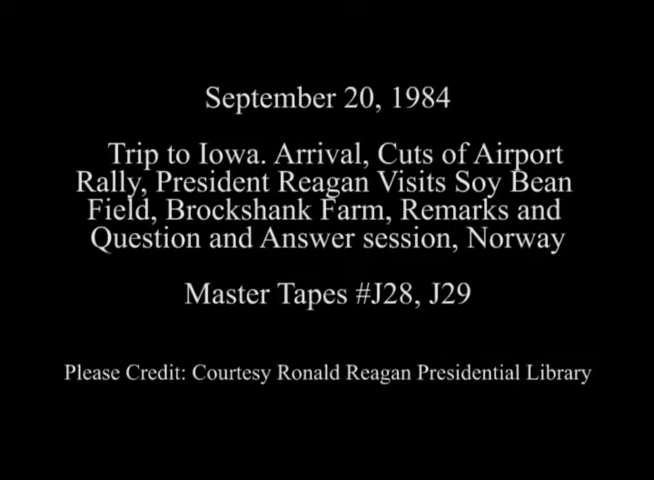 September 20, 1984
Trip to Iowa. Arrival, Cuts of Airport
Rally, President Reagan Visits Soy Bean
Field, Brockshank Farm, Remarks and
Question and Answer session, Norway
Master Tapes #J28, J29
Please Credit: Courtesy Ronald Reagan Presidential Library